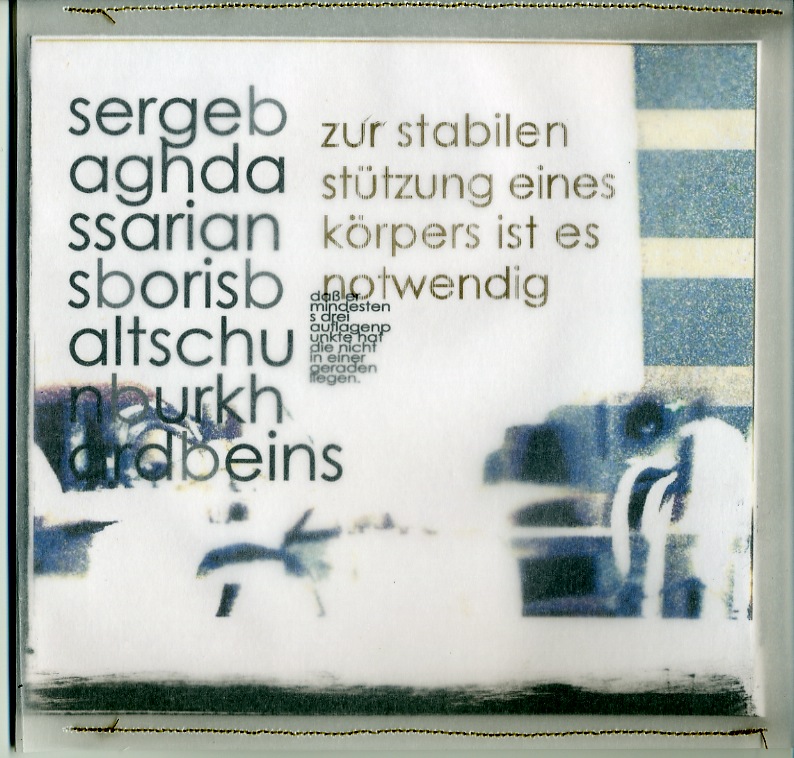 sergeb
aghda
ssarian
sborisb
altschu
nburkh
ardbeins
zur stabilen
stützung eines
körpers ist es
notwendig
daß er
mindesten
s drei
auflagenp
unkte hat
die nicht
in einer
geraden
liegen.